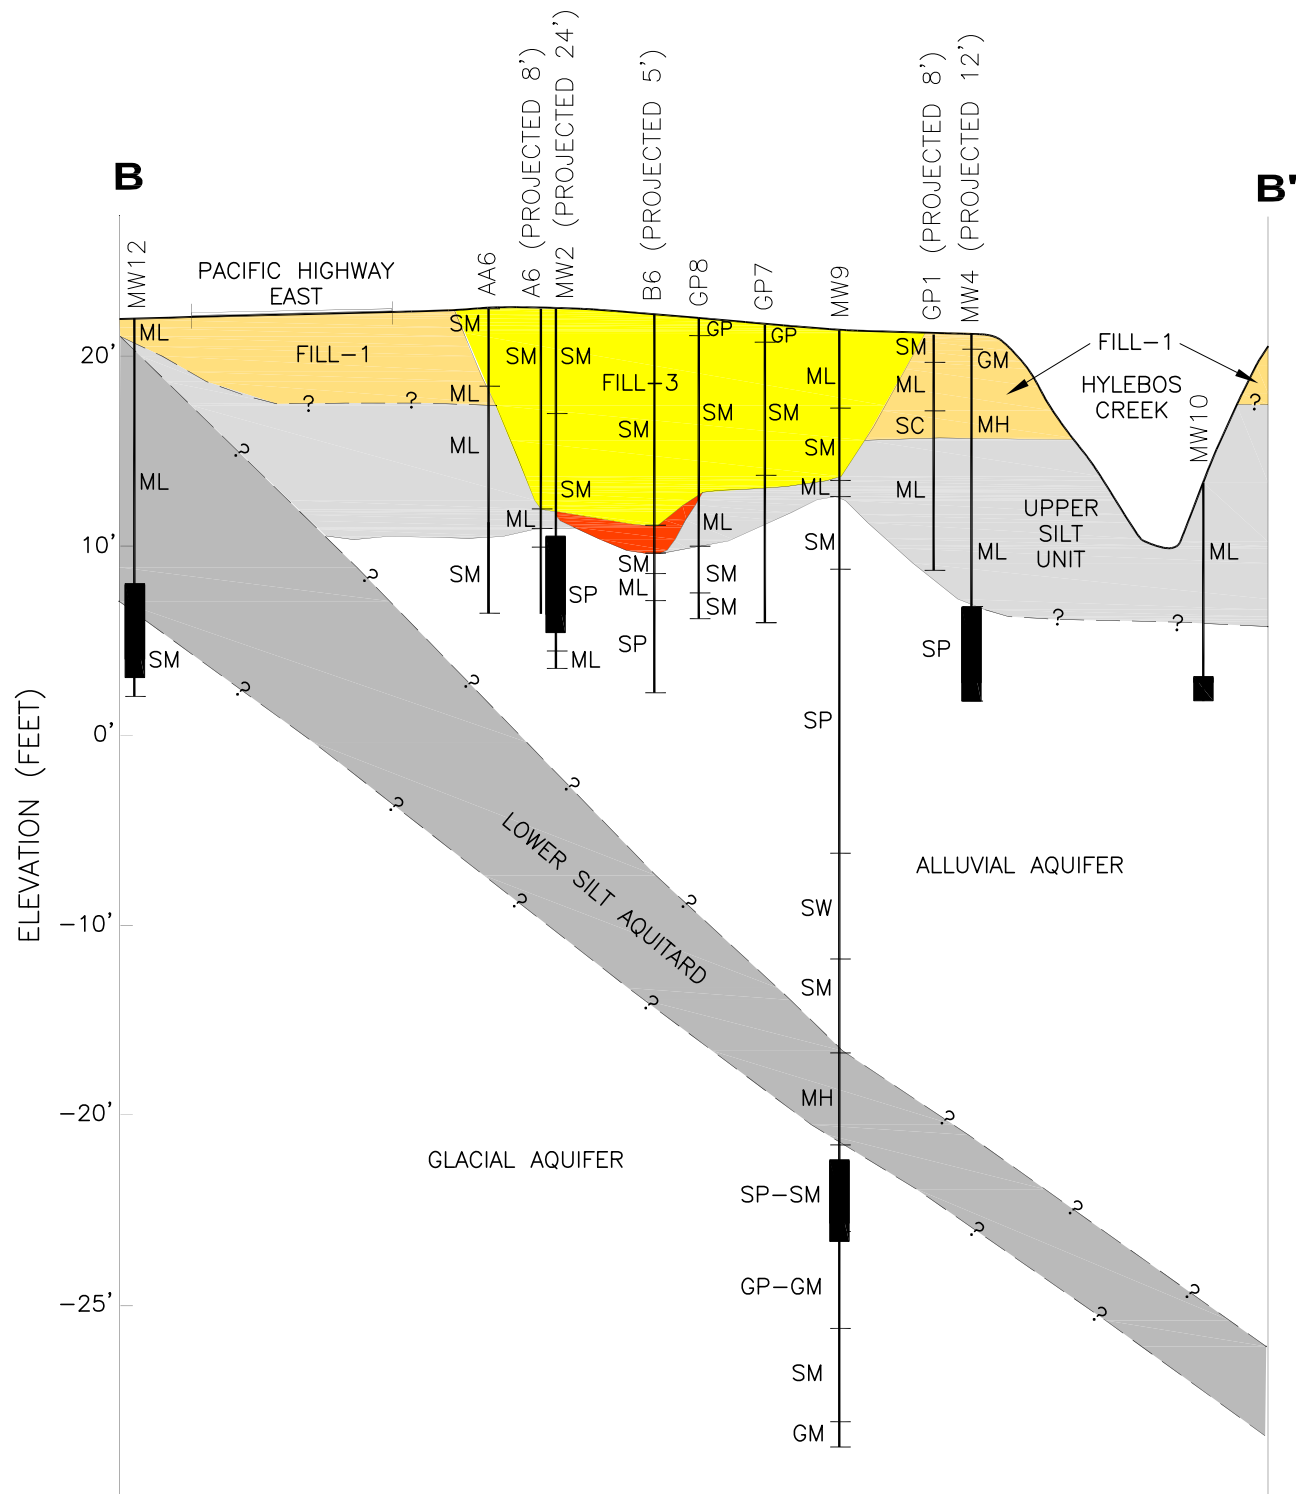 B
B'
MW12
PACIFIC HIGHWAY
EAST
AA6
A6 (PROJECTED 8')
MW2 (PROJECTED 24')
B6 (PROJECTED 5')
GP8
GP7
MW9
GP1 (PROJECTED 8')
MW4 (PROJECTED 12')
FILL-1
HYLEBOS
CREEK
MW10
ELEVATION (FEET)
20'
10'
0'
-10'
-20'
-25'
ML
ML
SM
FILL-1
?
?
?
?
?
?
?
?
?
?
?
?
SM
ML
ML
SM
SM
ML
SM
SM
SP
ML
FILL-3
SM
SM
ML
SP
GP
SM
ML
SM
SM
GP
SM
ML
SM
ML
SM
SP
SW
SM
MH
SP-SM
GP-GM
SM
GM
SM
ML
SC
ML
GM
MH
ML
SP
UPPER
SILT
UNIT
ML
?
?
?
LOWER SILT AQUITARD
ALLUVIAL AQUIFER
GLACIAL AQUIFER
?
?
?
?
?
?